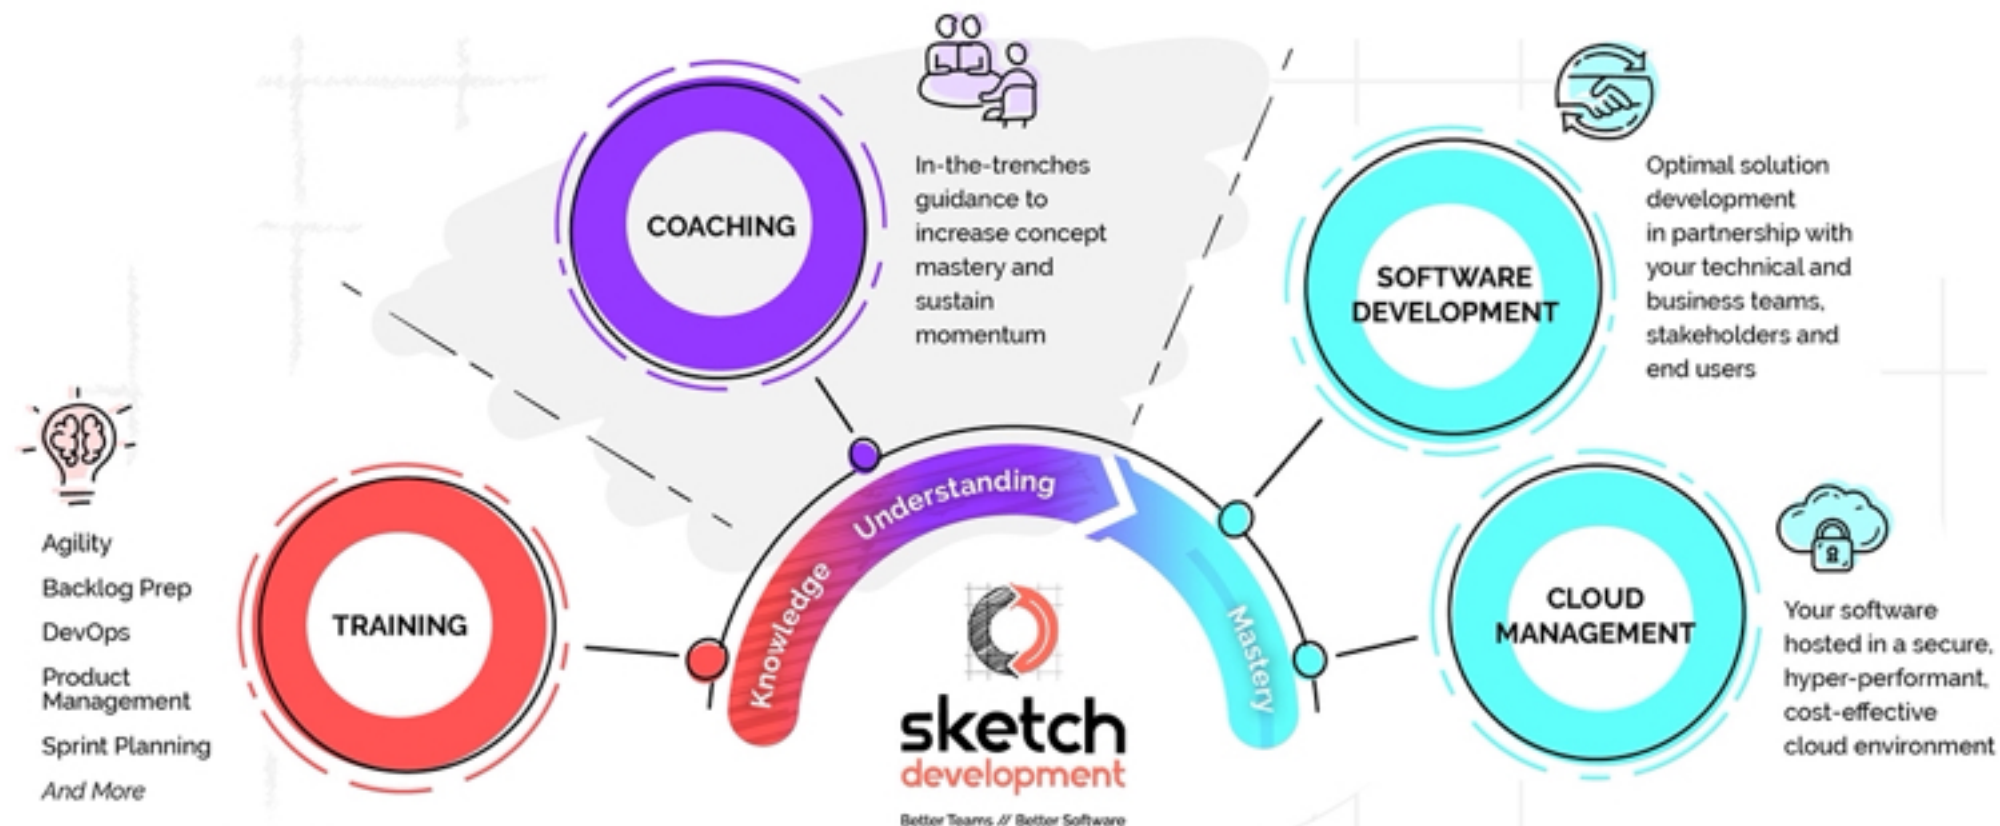 COACHING
In-the-trenches
guidance to
increase concept
mastery and
sustain
momentum
SOFTWARE
DEVELOPMENT
Optimal solution
development
in partnership with
your technical and
business teams,
stakeholders and
end users
Agility
Backlog Prep
DevOps
Product
Management
Sprint Planning
And More
TRAINING
Knowledge
Understanding
Mastery
sketch
development
Better Teams // Better Software
CLOUD
MANAGEMENT
Your software
hosted in a secure,
hyper-performant,
cost-effective
cloud environment